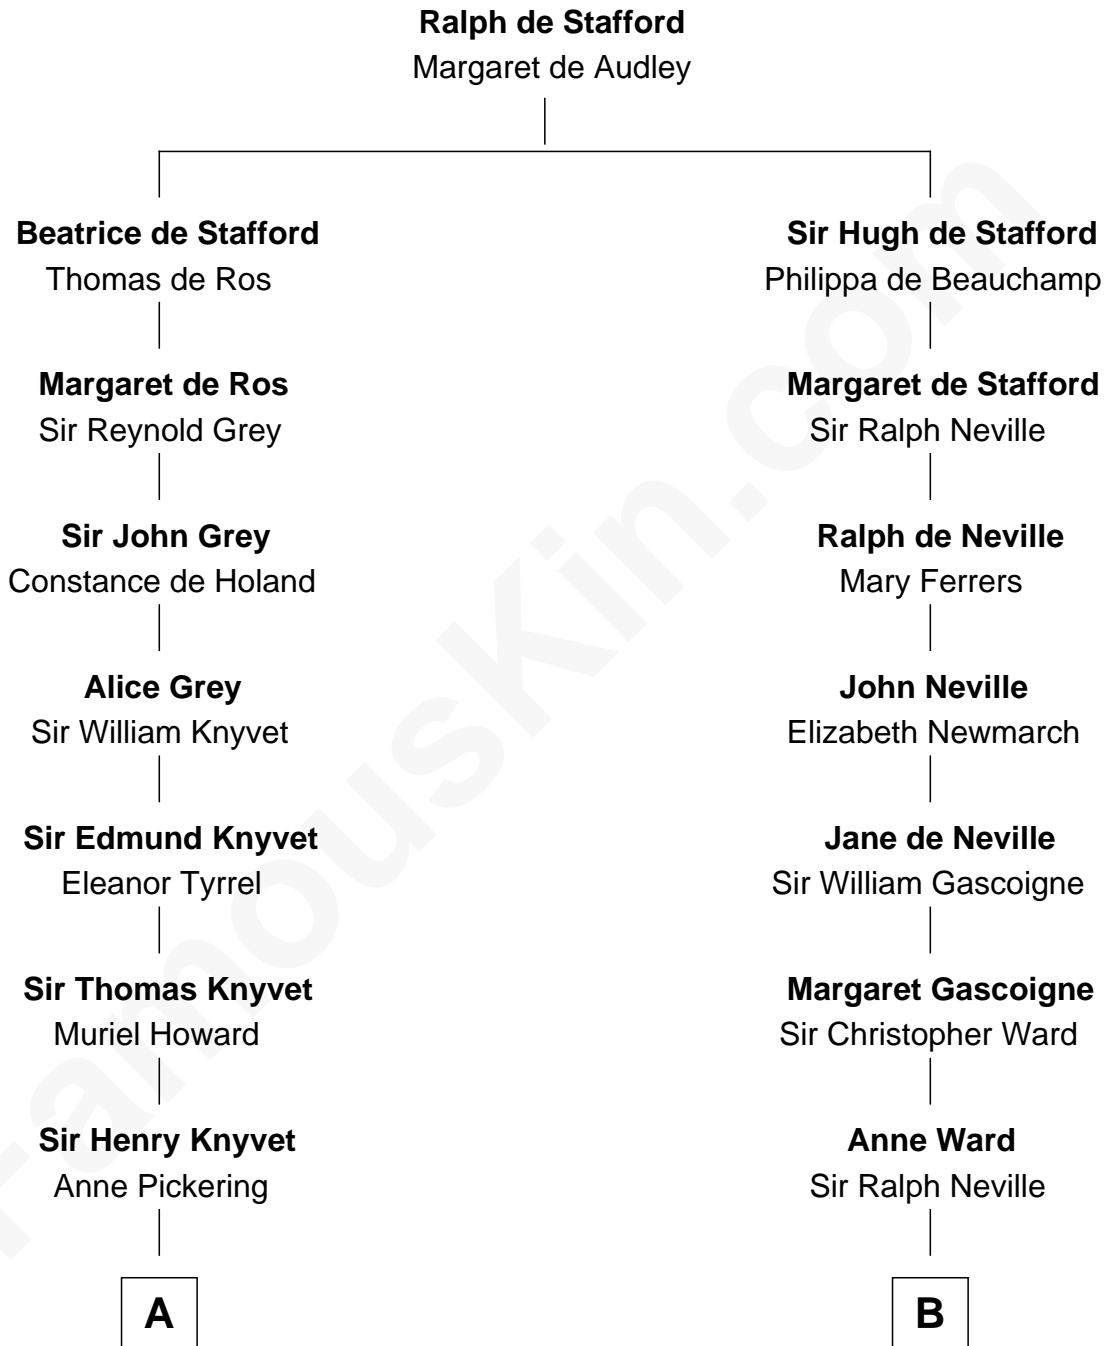 Ralph de Stafford
Margaret de Audley
Beatrice de Stafford
Thomas de Ros
Sir Hugh de Stafford
Philippa de Beauchamp
Margaret de Ros
Sir Reynold Grey
Margaret de Stafford
Sir Ralph Neville
Sir John Grey
Constance de Holand
Ralph de Neville
Mary Ferrers
Alice Grey
Sir William Knyvet
John Neville
Elizabeth Newmarch
Sir Edmund Knyvet
Eleanor Tyrrel
Jane de Neville
Sir William Gascoigne
Sir Thomas Knyvet
Muriel Howard
Margaret Gascoigne
Sir Christopher Ward
Sir Henry Knyvet
Anne Pickering
Anne Ward
Sir Ralph Neville
A
B
FamousKin.com